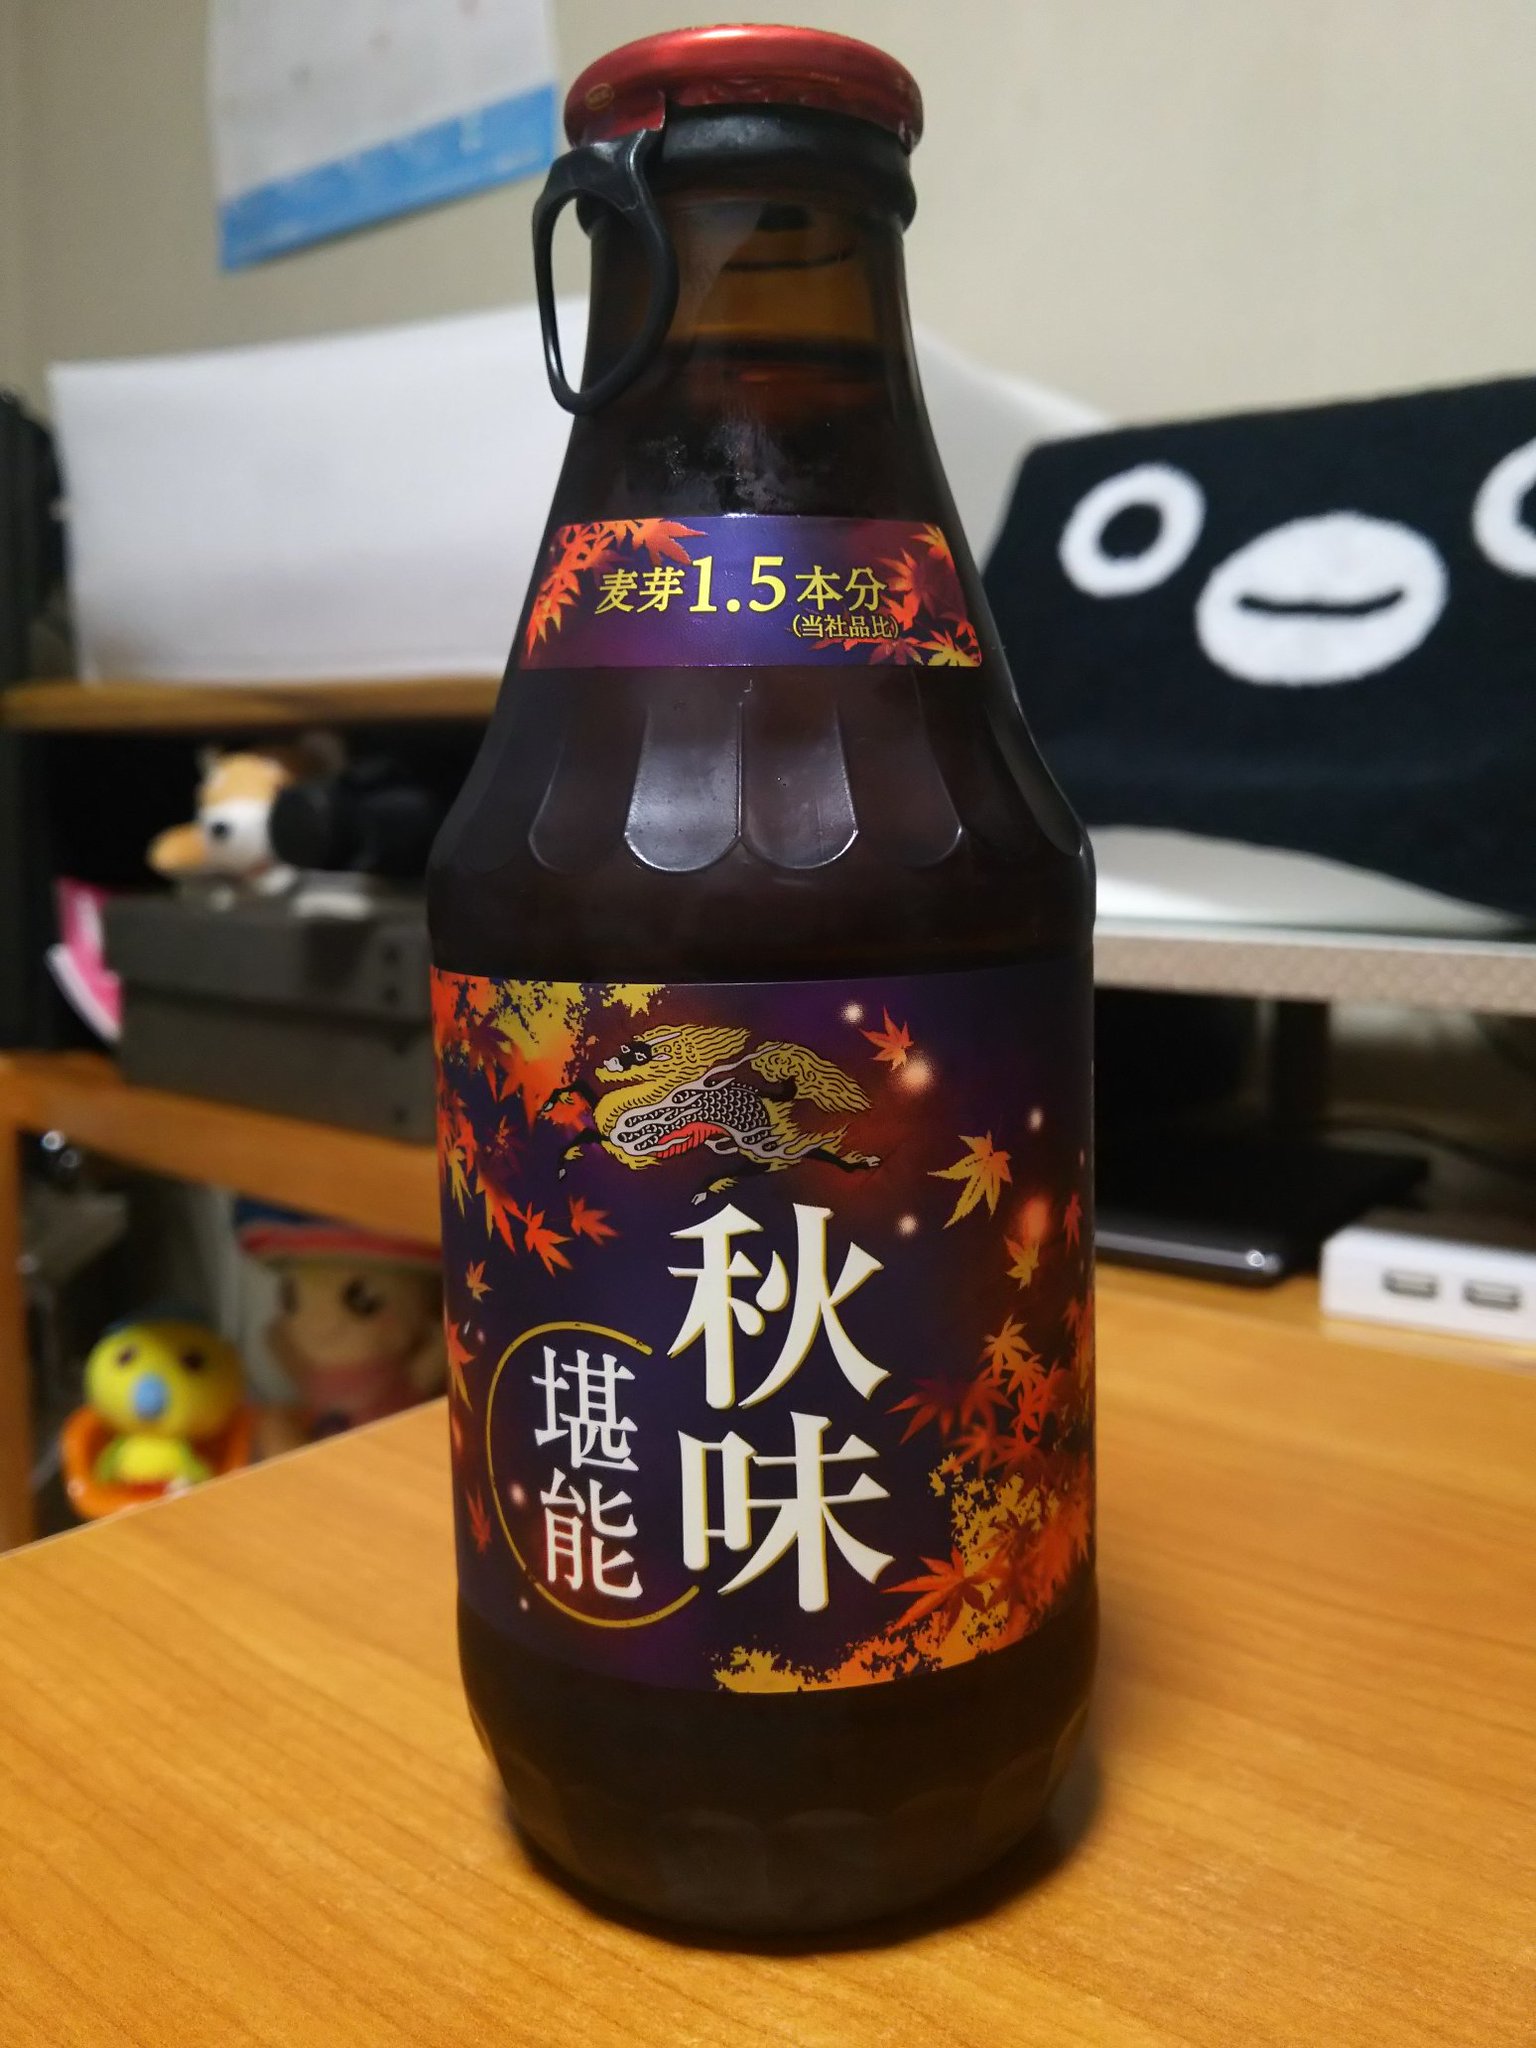 麦芽1.5本分
(当社品比)
秋味
堪能